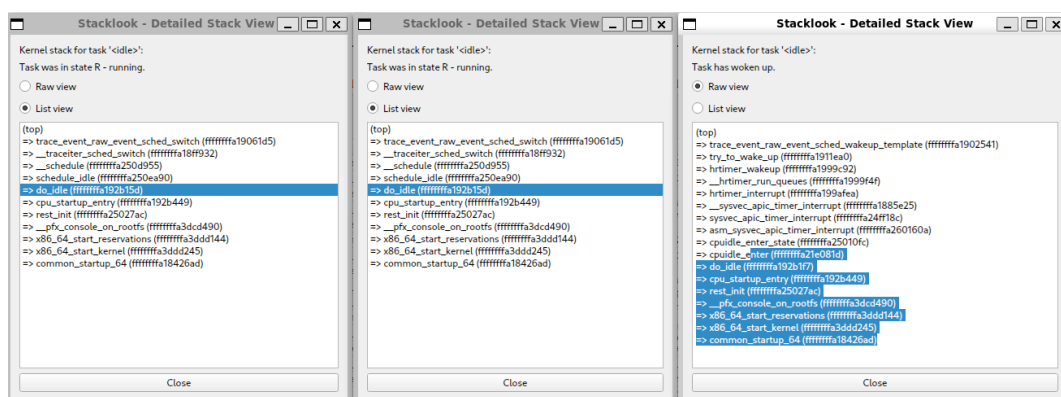 Stacklook - Detailed Stack View
Kernel stack for task '<idle>':
Task was in state R - running.
Raw view
List view
(top)
=> trace_event_raw_event_sched_switch (ffffffffa19061d5)
=> __traceiter_sched_switch (ffffffffa18ff932)
=> __schedule (ffffffffa250d955)
=> schedule_idle (ffffffffa250ea90)
=> do_idle (ffffffffa192b15d)
=> cpu_startup_entry (ffffffffa192b449)
=> rest_init (ffffffffa25027ac)
=> __pfx_console_on_rootfs (ffffffffa3dcd490)
=> x86_64_start_reservations (ffffffffa3ddd144)
=> x86_64_start_kernel (ffffffffa3ddd245)
=> common_startup_64 (ffffffffa18426ad)
Close
Stacklook - Detailed Stack View
Kernel stack for task '<idle>':
Task was in state R - running.
Raw view
List view
(top)
=> trace_event_raw_event_sched_switch (ffffffffa19061d5)
=> __traceiter_sched_switch (ffffffffa18ff932)
=> __schedule (ffffffffa250d955)
=> schedule_idle (ffffffffa250ea90)
=> do_idle (ffffffffa192b15d)
=> cpu_startup_entry (ffffffffa192b449)
=> rest_init (ffffffffa25027ac)
=> __pfx_console_on_rootfs (ffffffffa3dcd490)
=> x86_64_start_reservations (ffffffffa3ddd144)
=> x86_64_start_kernel (ffffffffa3ddd245)
=> common_startup_64 (ffffffffa18426ad)
Close
Stacklook - Detailed Stack View
Kernel stack for task '<idle>':
Task has woken up.
Raw view
List view
(top)
=> trace_event_raw_event_sched_wakeup_template (ffffffffa1902541)
=> try_to_wake_up (ffffffffa1911ea0)
=> hrtimer_wakeup (ffffffffa1999c92)
=> __hrtimer_run_queues (ffffffffa1999f4f)
=> hrtimer_interrupt (ffffffffa199afea)
=> __sysvec_apic_timer_interrupt (ffffffffa1885e25)
=> sysvec_apic_timer_interrupt (ffffffffa24ff18c)
=> asm_sysvec_apic_timer_interrupt (ffffffffa260160a)
=> cpuidle_enter_state (ffffffffa25010fc)
=> cpuidle_enter (ffffffffa21e081d)
=> do_idle (ffffffffa192b1f7)
=> cpu_startup_entry (ffffffffa192b449)
=> rest_init (ffffffffa25027ac)
=> __pfx_console_on_rootfs (ffffffffa3dcd490)
=> x86_64_start_reservations (ffffffffa3ddd144)
=> x86_64_start_kernel (ffffffffa3ddd245)
=> common_startup_64 (ffffffffa18426ad)
Close